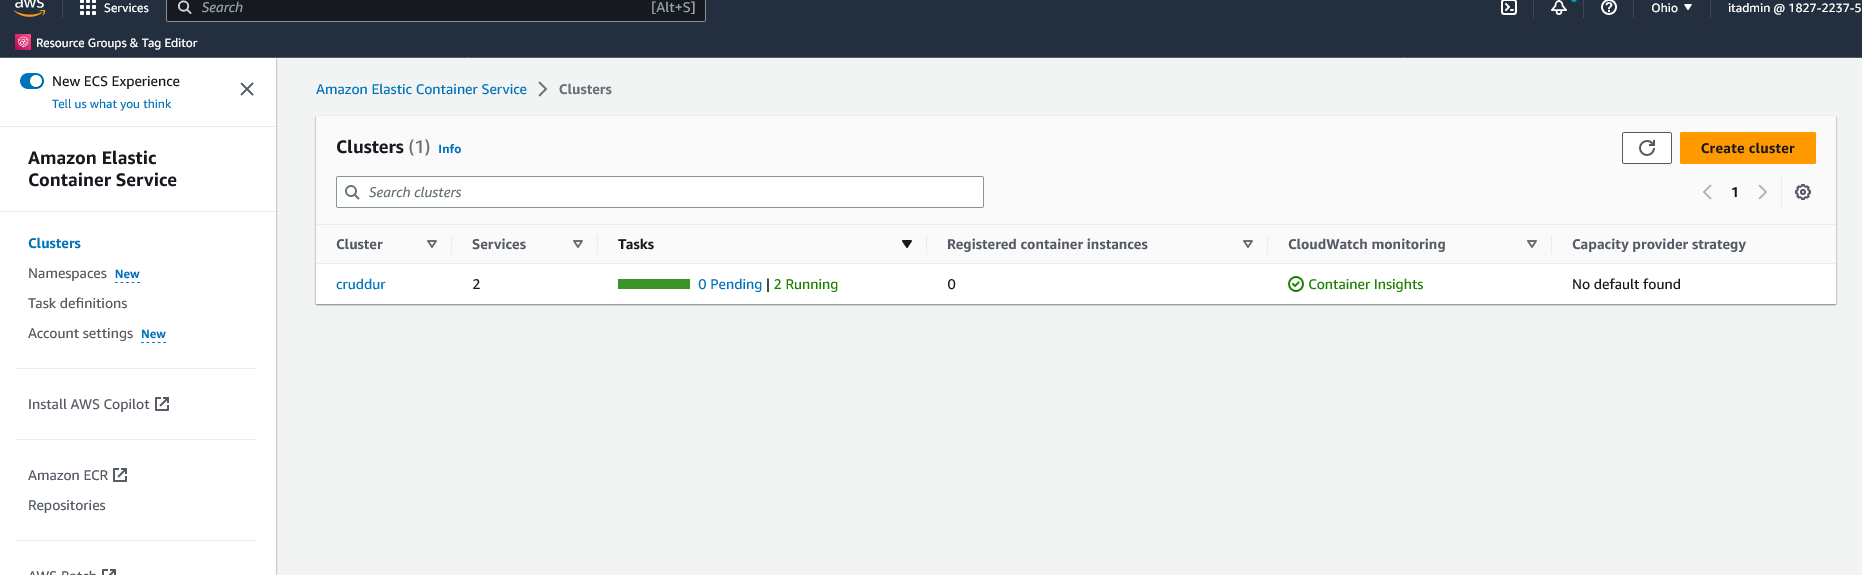 aws
Services
Search
[Alt+S]
Ohio
itadmin @ 1827-2237-5
Resource Groups & Tag Editor
New ECS Experience
Tell us what you think
Amazon Elastic
Container Service
Clusters
Namespaces New
Task definitions
Account settings New
Install AWS Copilot
Amazon ECR
Repositories
AWS Batch
Amazon Elastic Container Service > Clusters
Clusters (1) Info
Create cluster
Search clusters
1
Cluster Services Tasks Registered container instances CloudWatch monitoring Capacity provider strategy
cruddur 2 0 Pending | 2 Running 0 Container Insights No default found